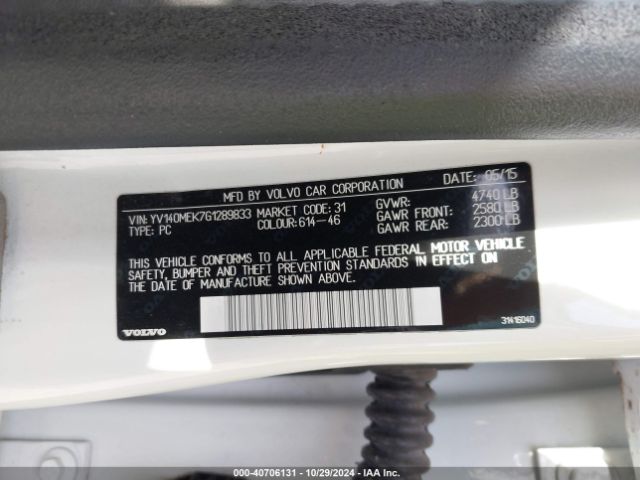 MFD BY VOLVO CAR CORPORATION DATE: 05/15
VIN: YV140MEK7G1289833 MARKET CODE: 31 GVWR: 4740 LB
TYPE: PC COLOUR: 614-46 GAWR FRONT: 2580 LB
GAWR REAR: 2300 LB
THIS VEHICLE CONFORMS TO ALL APPLICABLE FEDERAL MOTOR VEHICLE
SAFETY, BUMPER AND THEFT PREVENTION STANDARDS IN EFFECT ON
THE DATE OF MANUFACTURE SHOWN ABOVE.
VOLVO 31416040
000-40706131 - 10/29/2024 - IAA Inc.